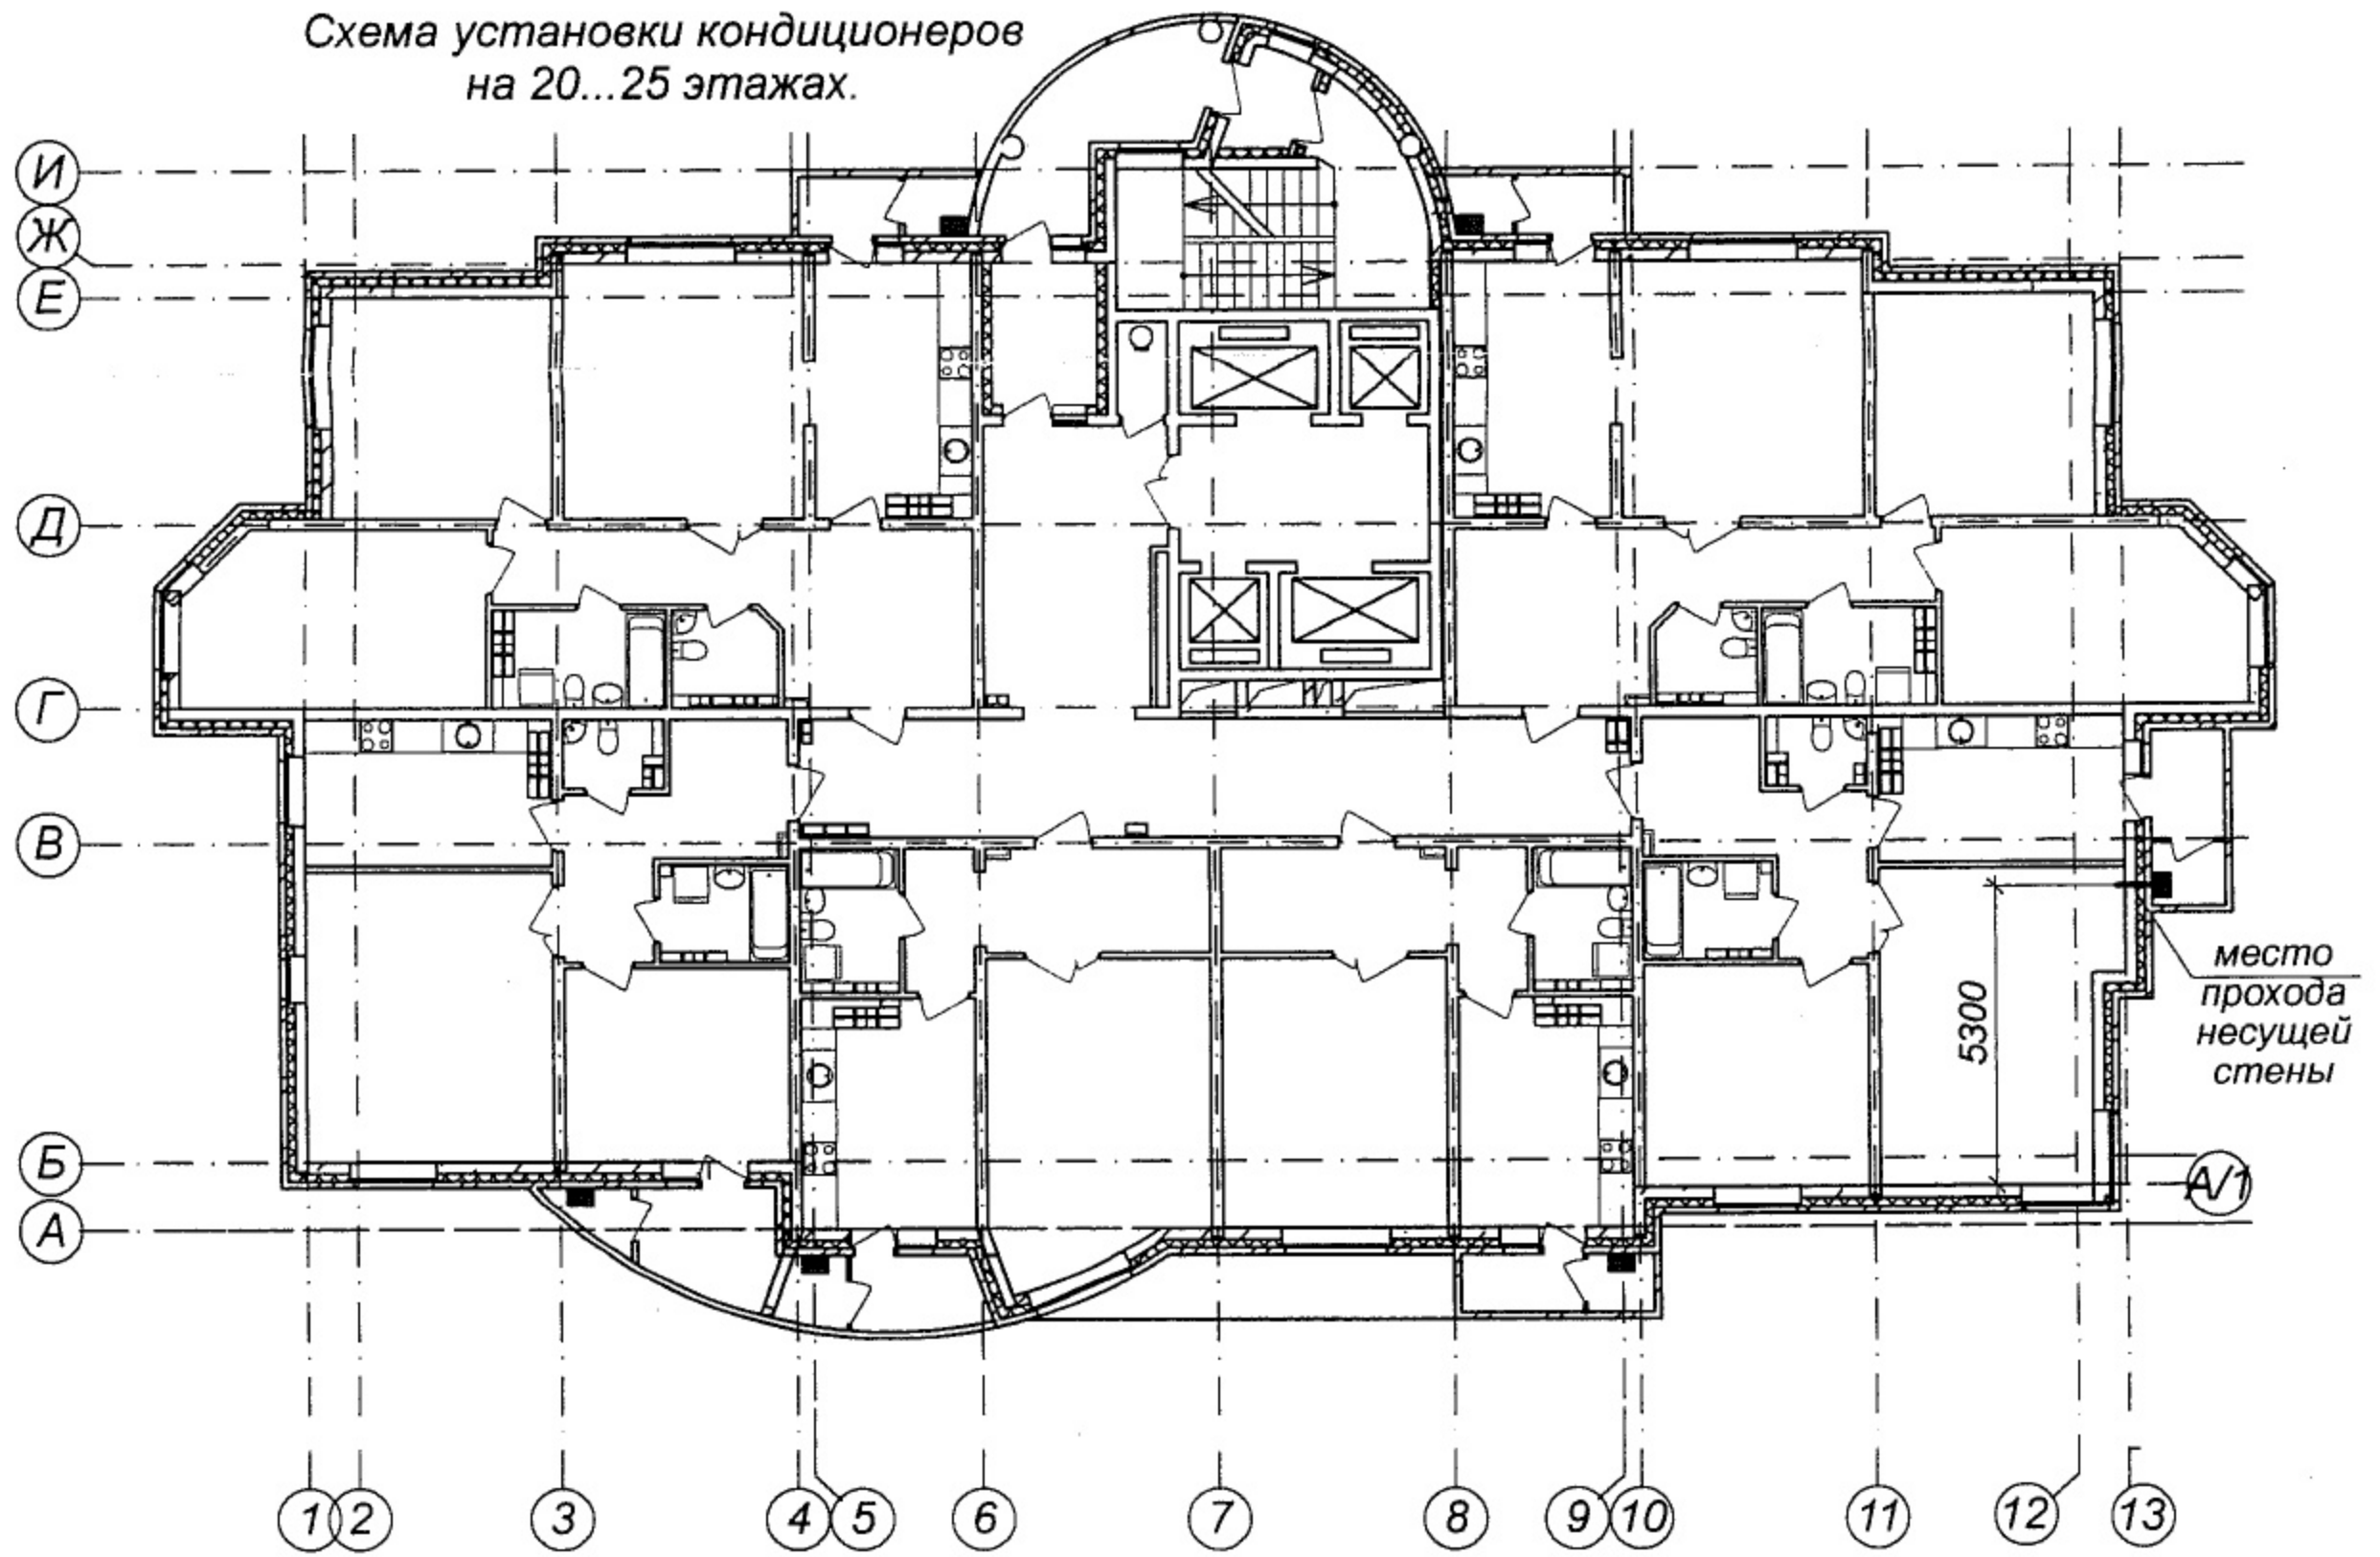 Схема установки кондиционеров
на 20...25 этажах.
И
Ж
Е
Д
Г
В
Б
А
место
прохода
несущей
стены
5300
А/1
1
2
3
4
5
6
7
8
9
10
11
12
13